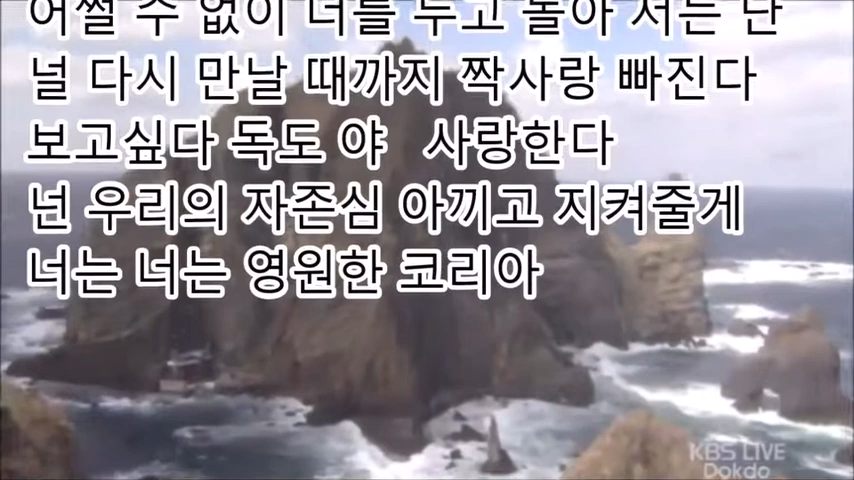 어쩔 수 없이 너를 두고 돌아 서는 난
널 다시 만날 때까지 짝사랑 빠진다
보고싶다 독도 야 사랑한다
넌 우리의 자존심 아끼고 지켜줄게
너는 너는 영원한 코리아
KBS LIVE
Dokdo